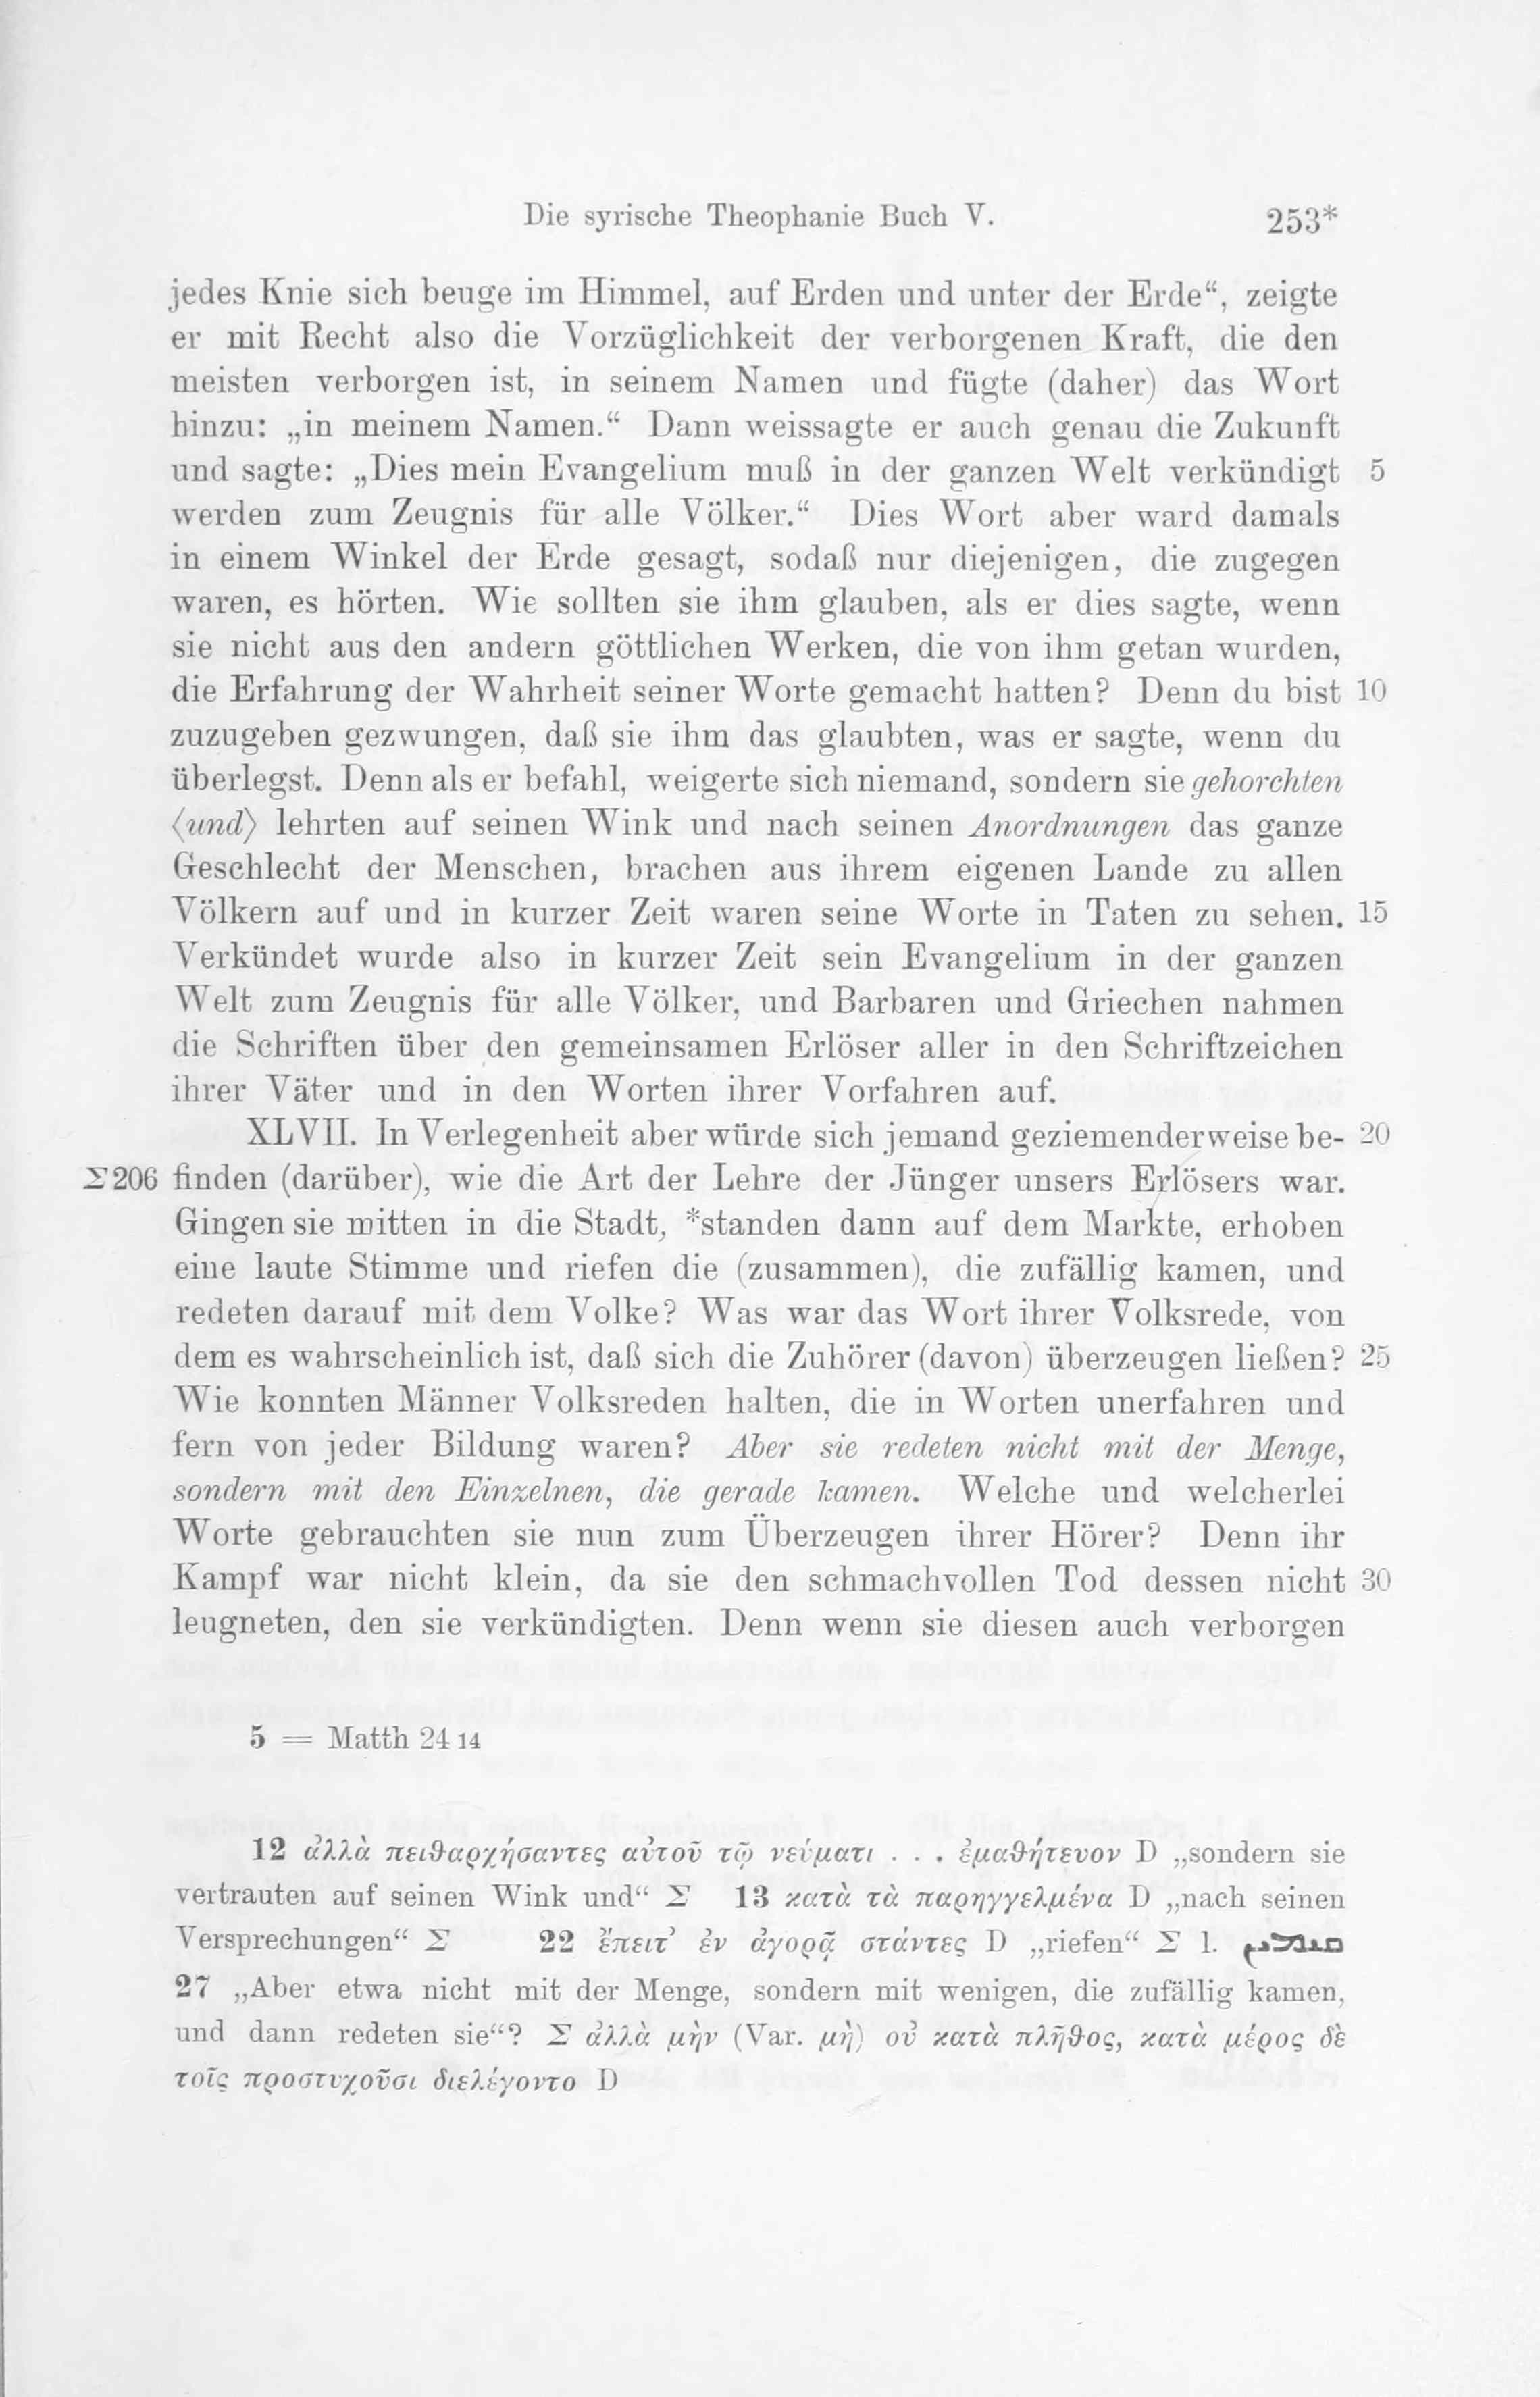 Die syrische Theophanie Buch V. 253*
jedes Knie sich beuge im Himmel, auf Erden und unter der Erde“, zeigte
er mit Recht also die Vorzüglichkeit der verborgenen Kraft, die den
meisten verborgen ist, in seinem Namen und fügte (daher) das Wort
hinzu: „in meinem Namen.“ Dann weissagte er auch genau die Zukunft
und sagte: „Dies mein Evangelium muß in der ganzen Welt verkündigt 5
werden zum Zeugnis für alle Völker.“ Dies Wort aber ward damals
in einem Winkel der Erde gesagt, sodaß nur diejenigen, die zugegen
waren, es hörten. Wie sollten sie ihm glauben, als er dies sagte, wenn
sie nicht aus den andern göttlichen Werken, die von ihm getan wurden,
die Erfahrung der Wahrheit seiner Worte gemacht hatten? Denn du bist 10
zuzugeben gezwungen, daß sie ihm das glaubten, was er sagte, wenn du
überlegst. Denn als er befahl, weigerte sich niemand, sondern sie gehorchten
⟨und⟩ lehrten auf seinen Wink und nach seinen Anordnungen das ganze
Geschlecht der Menschen, brachen aus ihrem eigenen Lande zu allen
Völkern auf und in kurzer Zeit waren seine Worte in Taten zu sehen. 15
Verkündet wurde also in kurzer Zeit sein Evangelium in der ganzen
Welt zum Zeugnis für alle Völker, und Barbaren und Griechen nahmen
die Schriften über den gemeinsamen Erlöser aller in den Schriftzeichen
ihrer Väter und in den Worten ihrer Vorfahren auf.
XLVII. In Verlegenheit aber würde sich jemand geziemenderweise be- 20
Σ 206 finden (darüber), wie die Art der Lehre der Jünger unsers Erlösers war.
Gingen sie mitten in die Stadt, *standen dann auf dem Markte, erhoben
eine laute Stimme und riefen die (zusammen), die zufällig kamen, und
redeten darauf mit dem Volke? Was war das Wort ihrer Volksrede, von
dem es wahrscheinlich ist, daß sich die Zuhörer (davon) überzeugen ließen? 25
Wie konnten Männer Volksreden halten, die in Worten unerfahren und
fern von jeder Bildung waren? Aber sie redeten nicht mit der Menge,
sondern mit den Einzelnen, die gerade kamen. Welche und welcherlei
Worte gebrauchten sie nun zum Überzeugen ihrer Hörer? Denn ihr
Kampf war nicht klein, da sie den schmachvollen Tod dessen nicht 30
leugneten, den sie verkündigten. Denn wenn sie diesen auch verborgen
5 = Matth 24 14
12 ἀλλὰ πειθαρχήσαντες αὐτοῦ τῷ νεύματι . . . ἐμαθήτευον D „sondern sie
vertrauten auf seinen Wink und“ Σ 13 κατὰ τὰ παρηγγελμένα D „nach seinen
Versprechungen“ Σ 22 ἔπειτ᾽ ἐν ἀγορᾷ στάντες D „riefen“ Σ l.
27 „Aber etwa nicht mit der Menge, sondern mit wenigen, die zufällig kamen,
und dann redeten sie“? Σ ἀλλὰ μὴν (Var. μὴ) οὐ κατὰ πλῆθος, κατὰ μέρος δὲ
τοῖς προστυχοῦσι διελέγοντο D